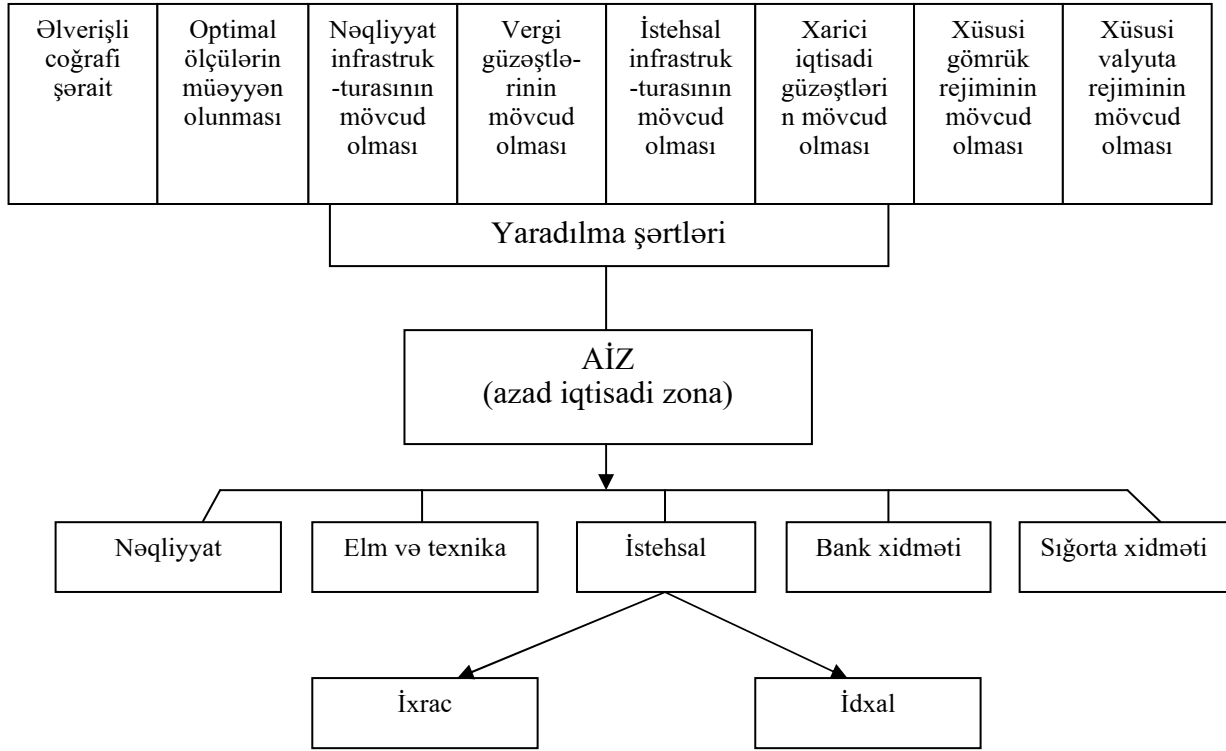 Əlverişli
coğrafi
şərait
Optimal
ölçülərin
müəyyən
olunması
Nəqliyyat
infrastruk
-turasının
mövcud
olması
Vergi
güzəştlə-
rinin
mövcud
olması
İstehsal
infrastruk
-turasının
mövcud
olması
Xarici
iqtisadi
güzəştləri
n mövcud
olması
Xüsusi
gömrük
rejiminin
mövcud
olması
Xüsusi
valyuta
rejiminin
mövcud
olması
Yaradılma şərtləri
AİZ
(azad iqtisadi zona)
Nəqliyyat
Elm və texnika
İstehsal
Bank xidməti
Sığorta xidməti
İxrac
İdxal